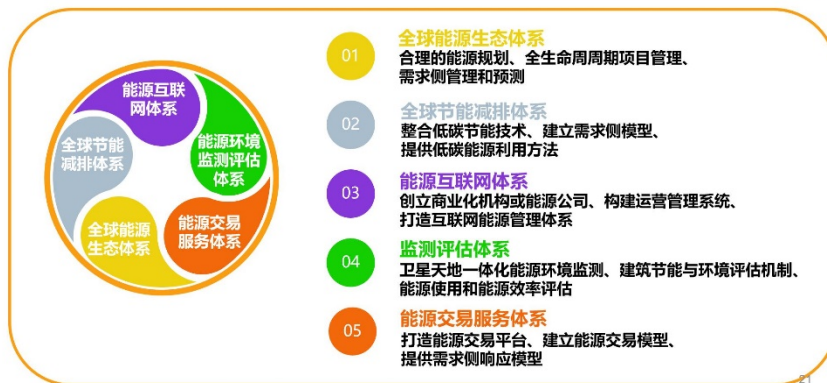 能源互联
网体系
能源环境
监测评估
体系
全球节能
减排体系
全球能源
生态体系
能源交易
服务体系
01
全球能源生态体系
合理的能源规划、全生命周周期项目管理、
需求侧管理和预测
02
全球节能减排体系
整合低碳节能技术、建立需求侧模型、
提供低碳能源利用方法
03
能源互联网体系
创立商业化机构或能源公司、构建运营管理系统、
打造互联网能源管理体系
04
监测评估体系
卫星天地一体化能源环境监测、建筑节能与环境评估机制、
能源使用和能源效率评估
05
能源交易服务体系
打造能源交易平台、建立能源交易模型、
提供需求侧响应模型
21